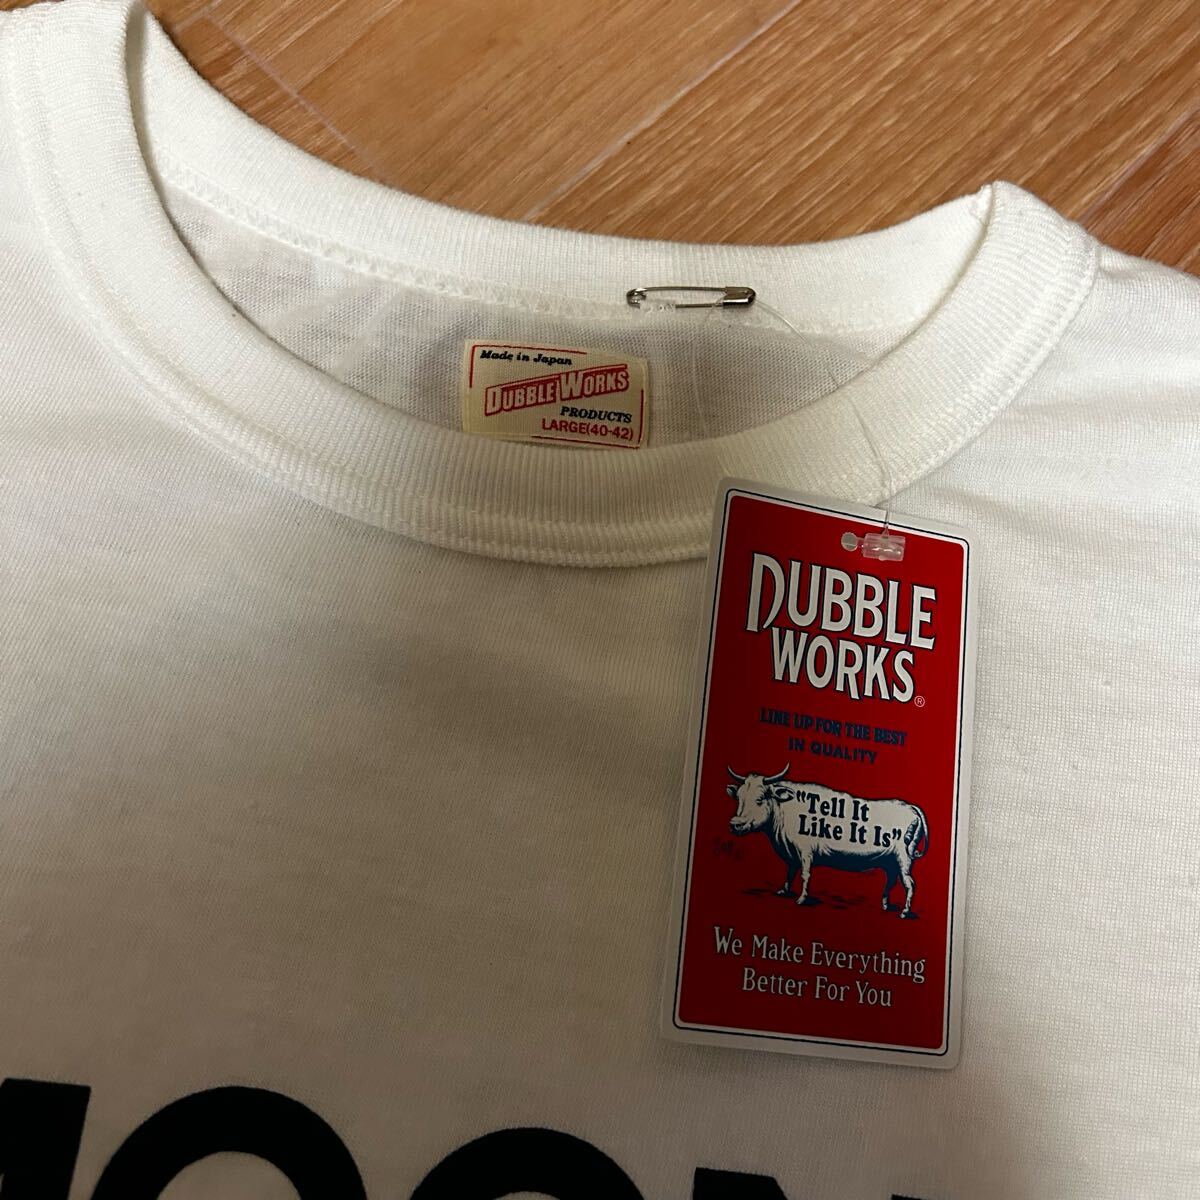 Made in Japan
DUBBLE WORKS
PRODUCTS
LARGE(40-42)
DUBBLE
WORKS®
LINE UP FOR THE BEST
IN QUALITY
"Tell It
Like It Is"
We Make Everything
Better For You